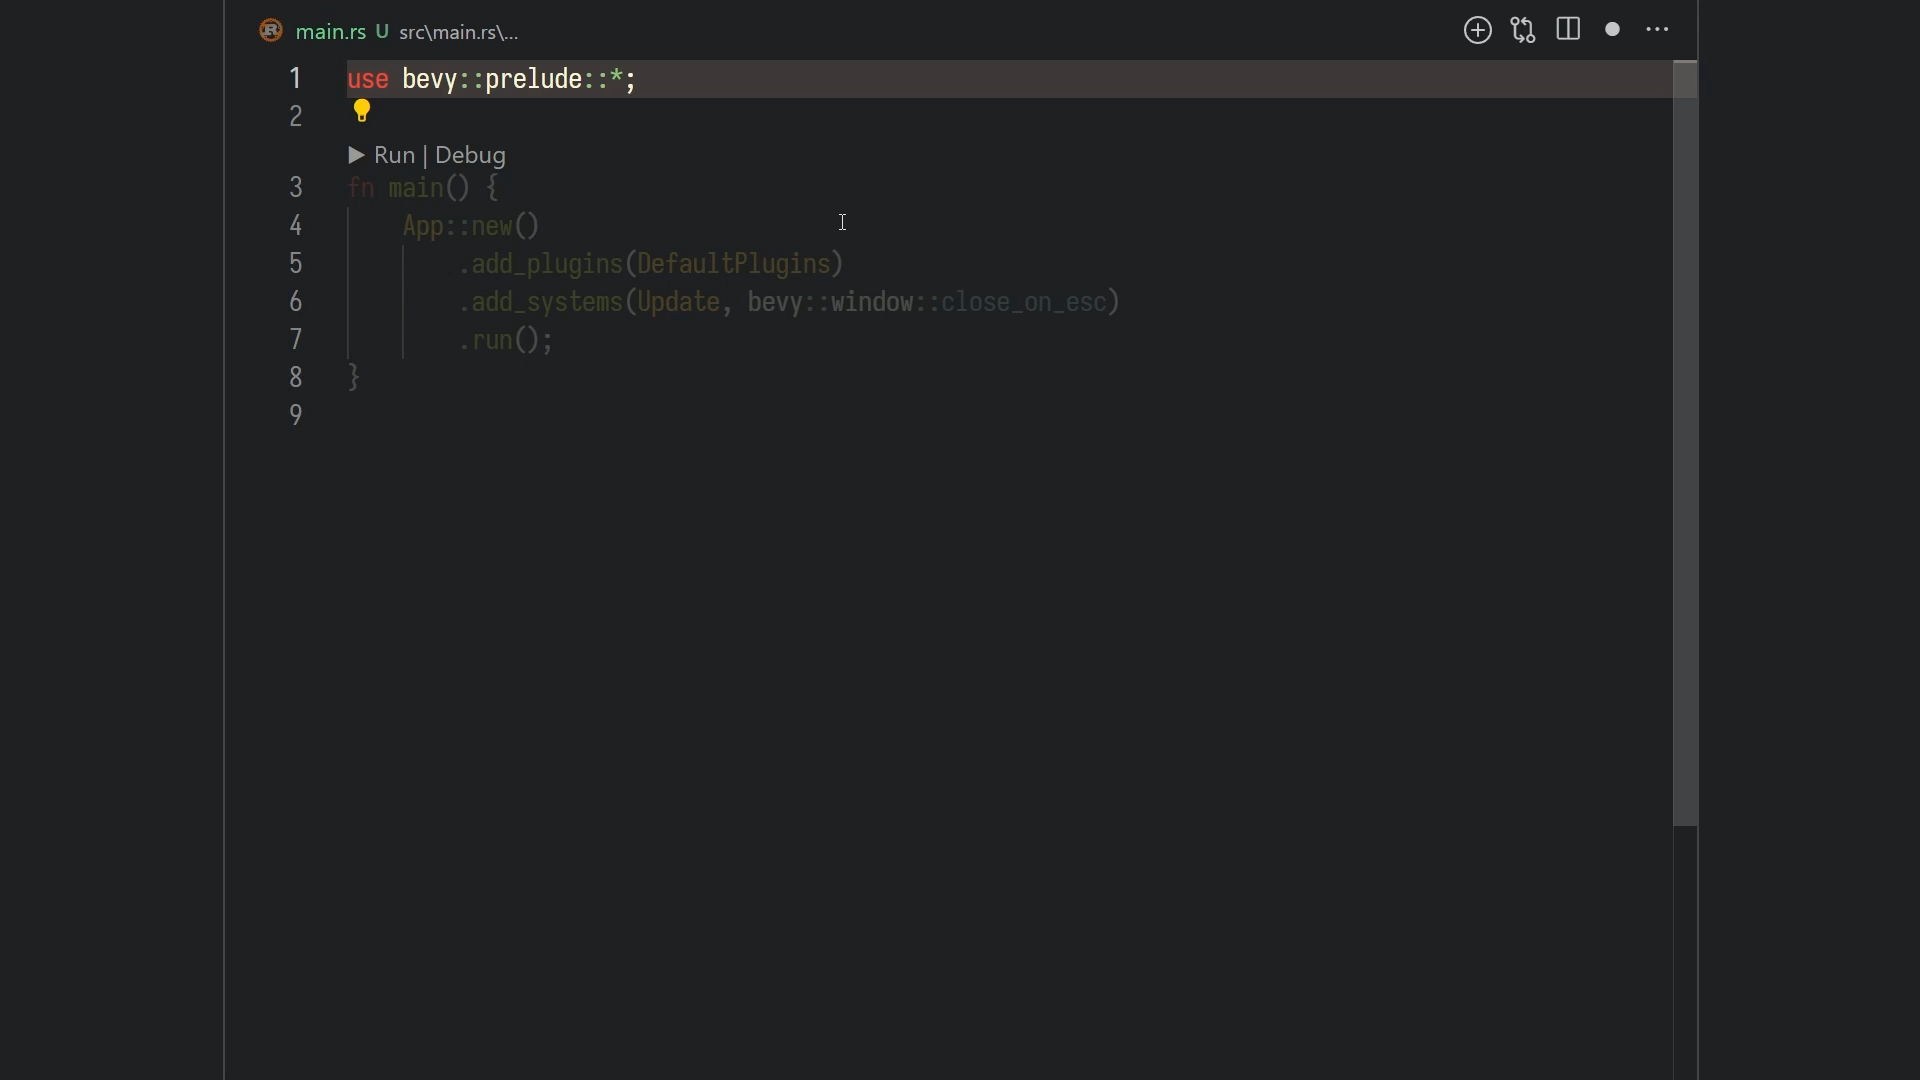 main.rs U src\main.rs\...
1 use bevy::prelude::*;
2
Run | Debug
3 fn main() {
4     App::new()
5         .add_plugins(DefaultPlugins)
6         .add_systems(Update, bevy::window::close_on_esc)
7         .run();
8 }
9